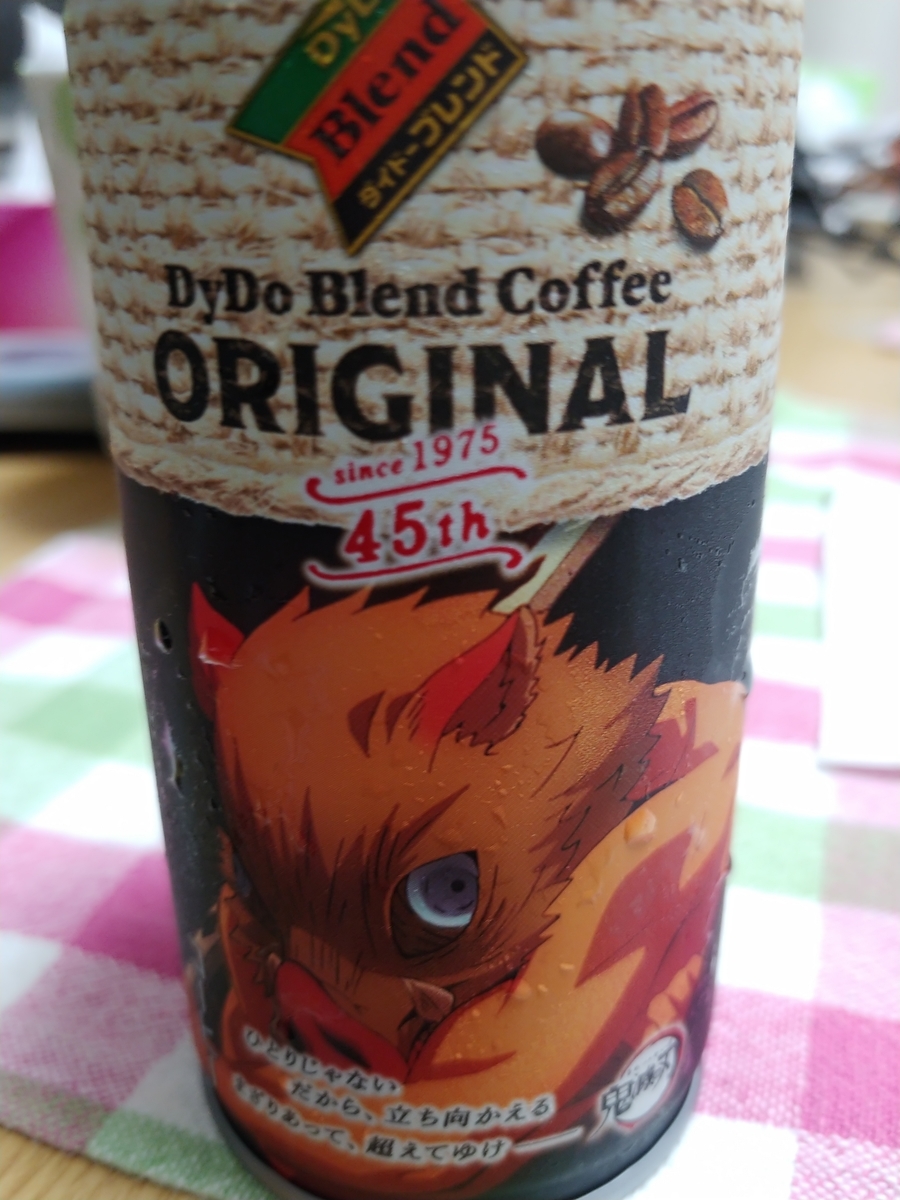 Blend
ダイドーブレンド
DyDo Blend Coffee
ORIGINAL
since 1975
45th
ひとりじゃない
だから、立ち向かえる
まざりあって、超えてゆけ——
鬼滅の刃